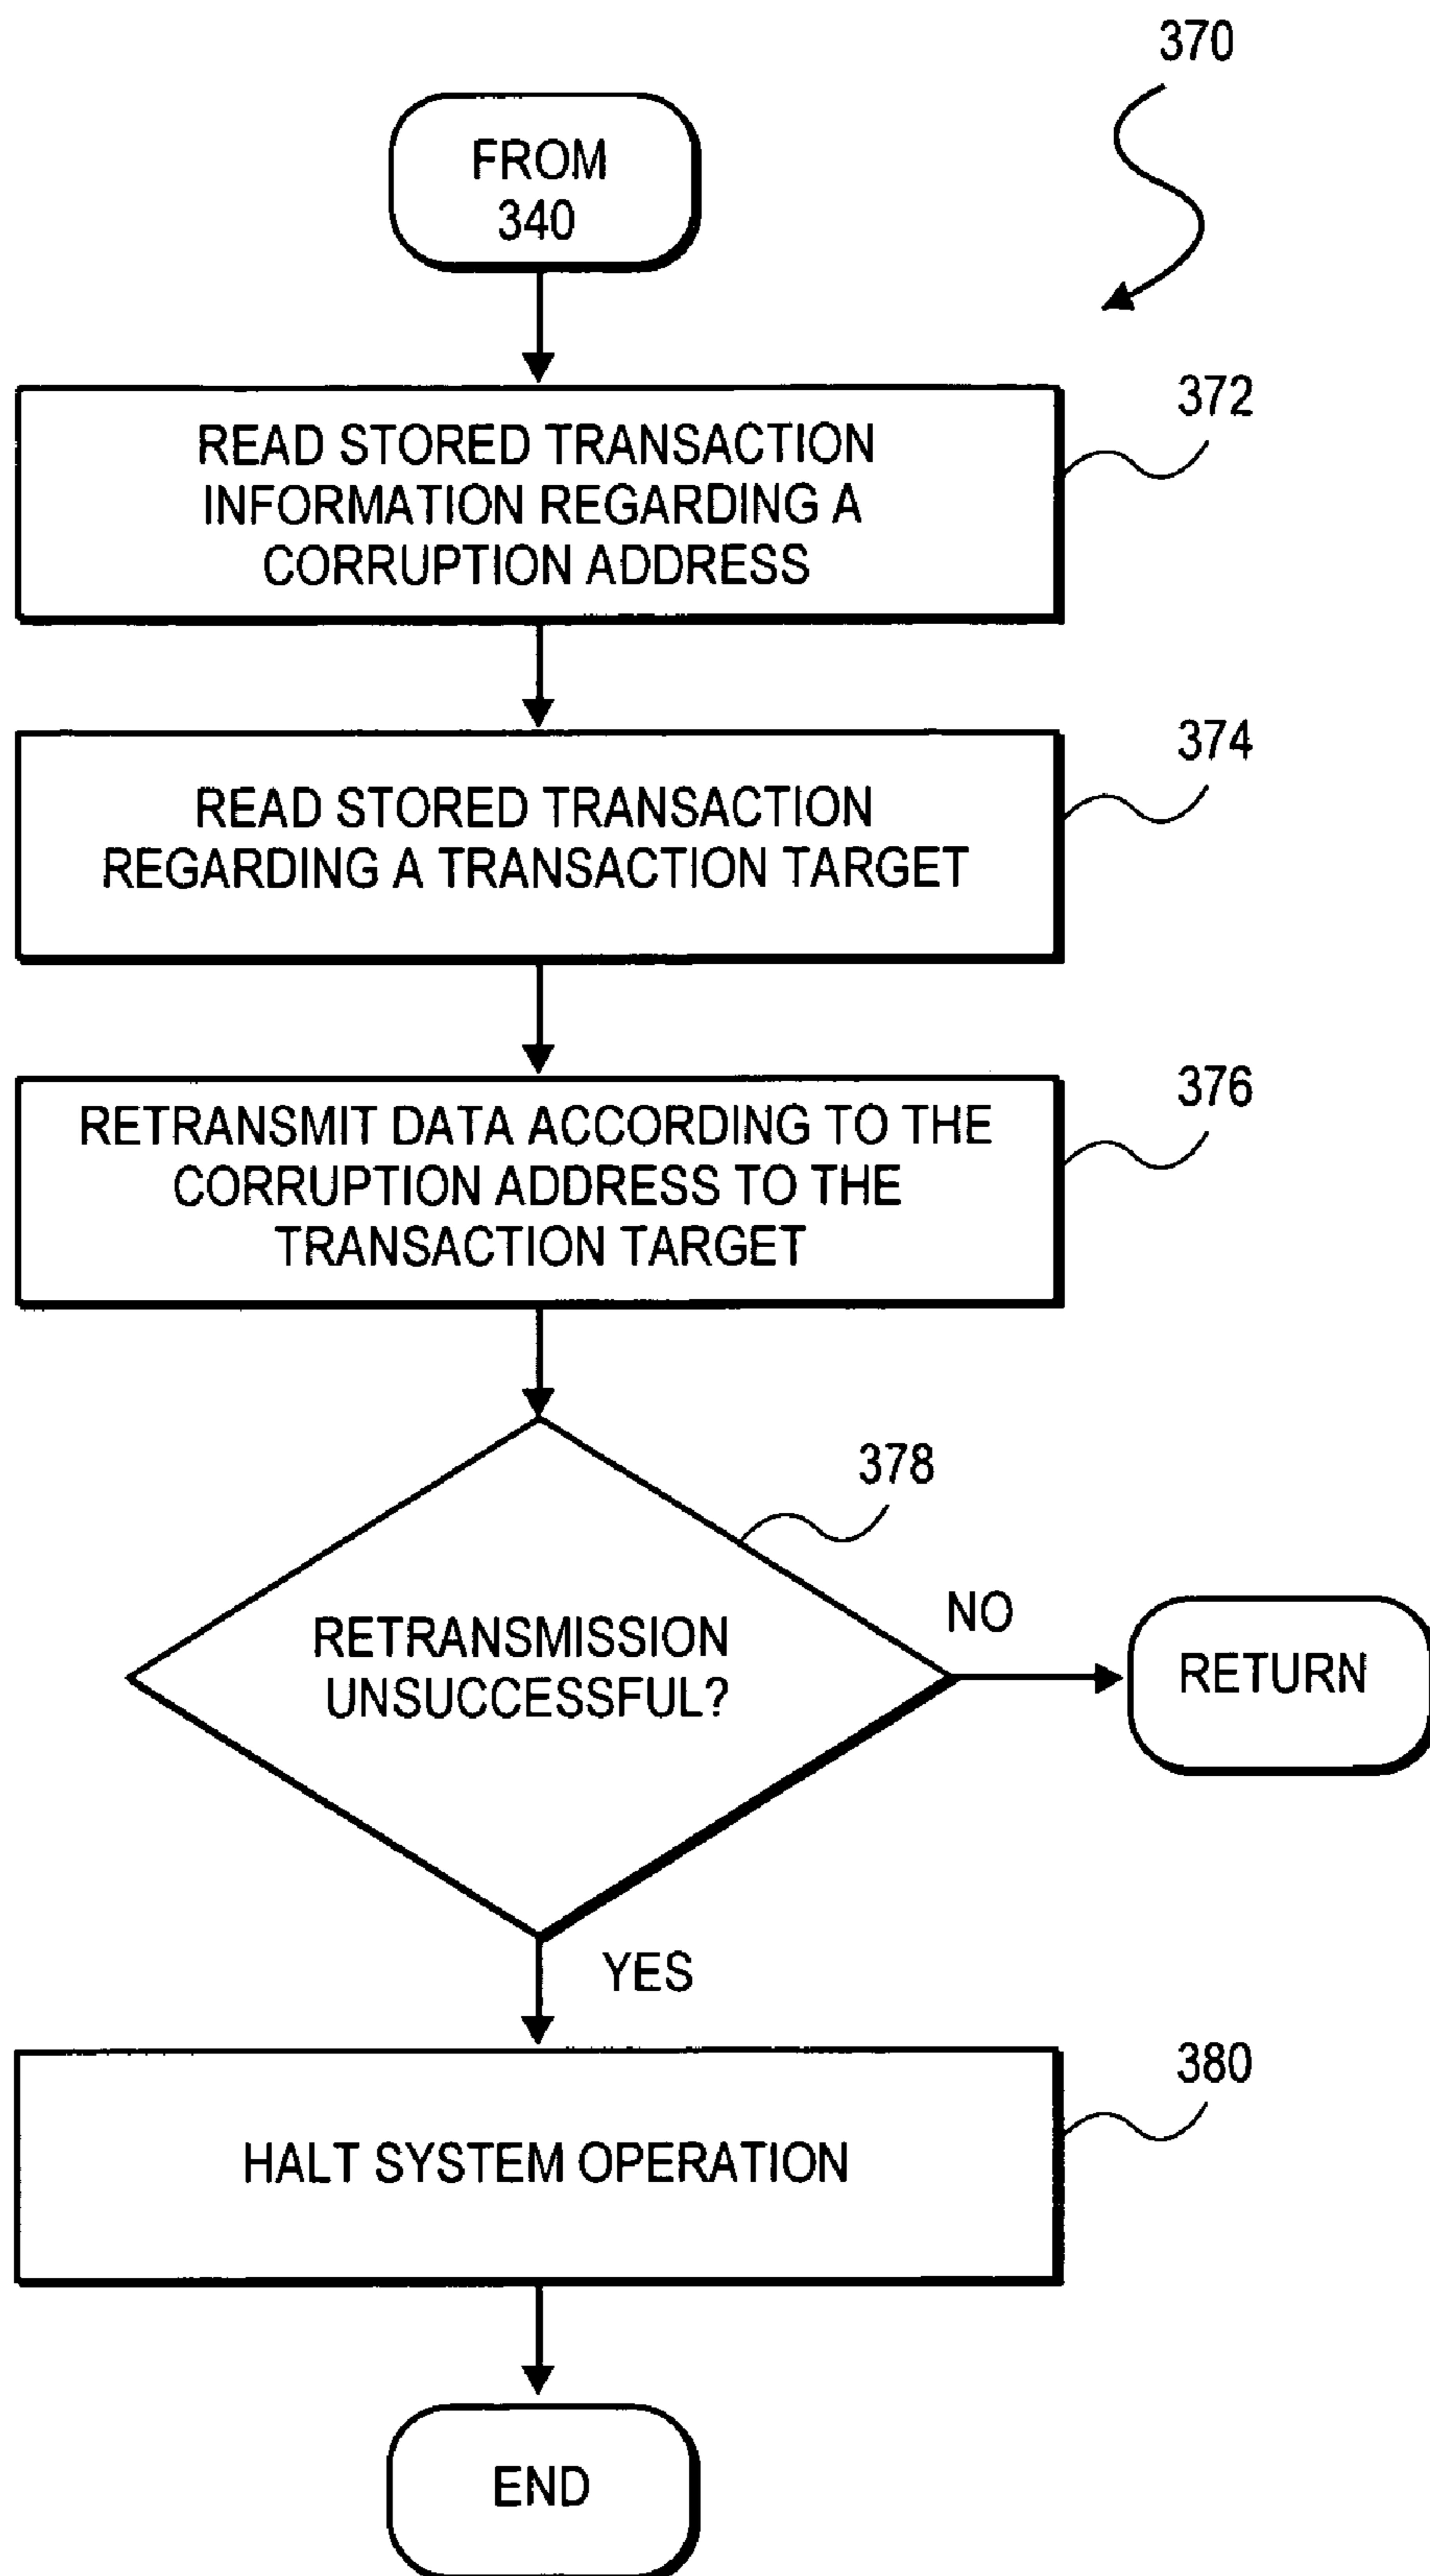 370
FROM
340
372
READ STORED TRANSACTION
INFORMATION REGARDING A
CORRUPTION ADDRESS
374
READ STORED TRANSACTION
REGARDING A TRANSACTION TARGET
376
RETRANSMIT DATA ACCORDING TO THE
CORRUPTION ADDRESS TO THE
TRANSACTION TARGET
378
RETRANSMISSION
UNSUCCESSFUL?
NO
RETURN
YES
380
HALT SYSTEM OPERATION
END